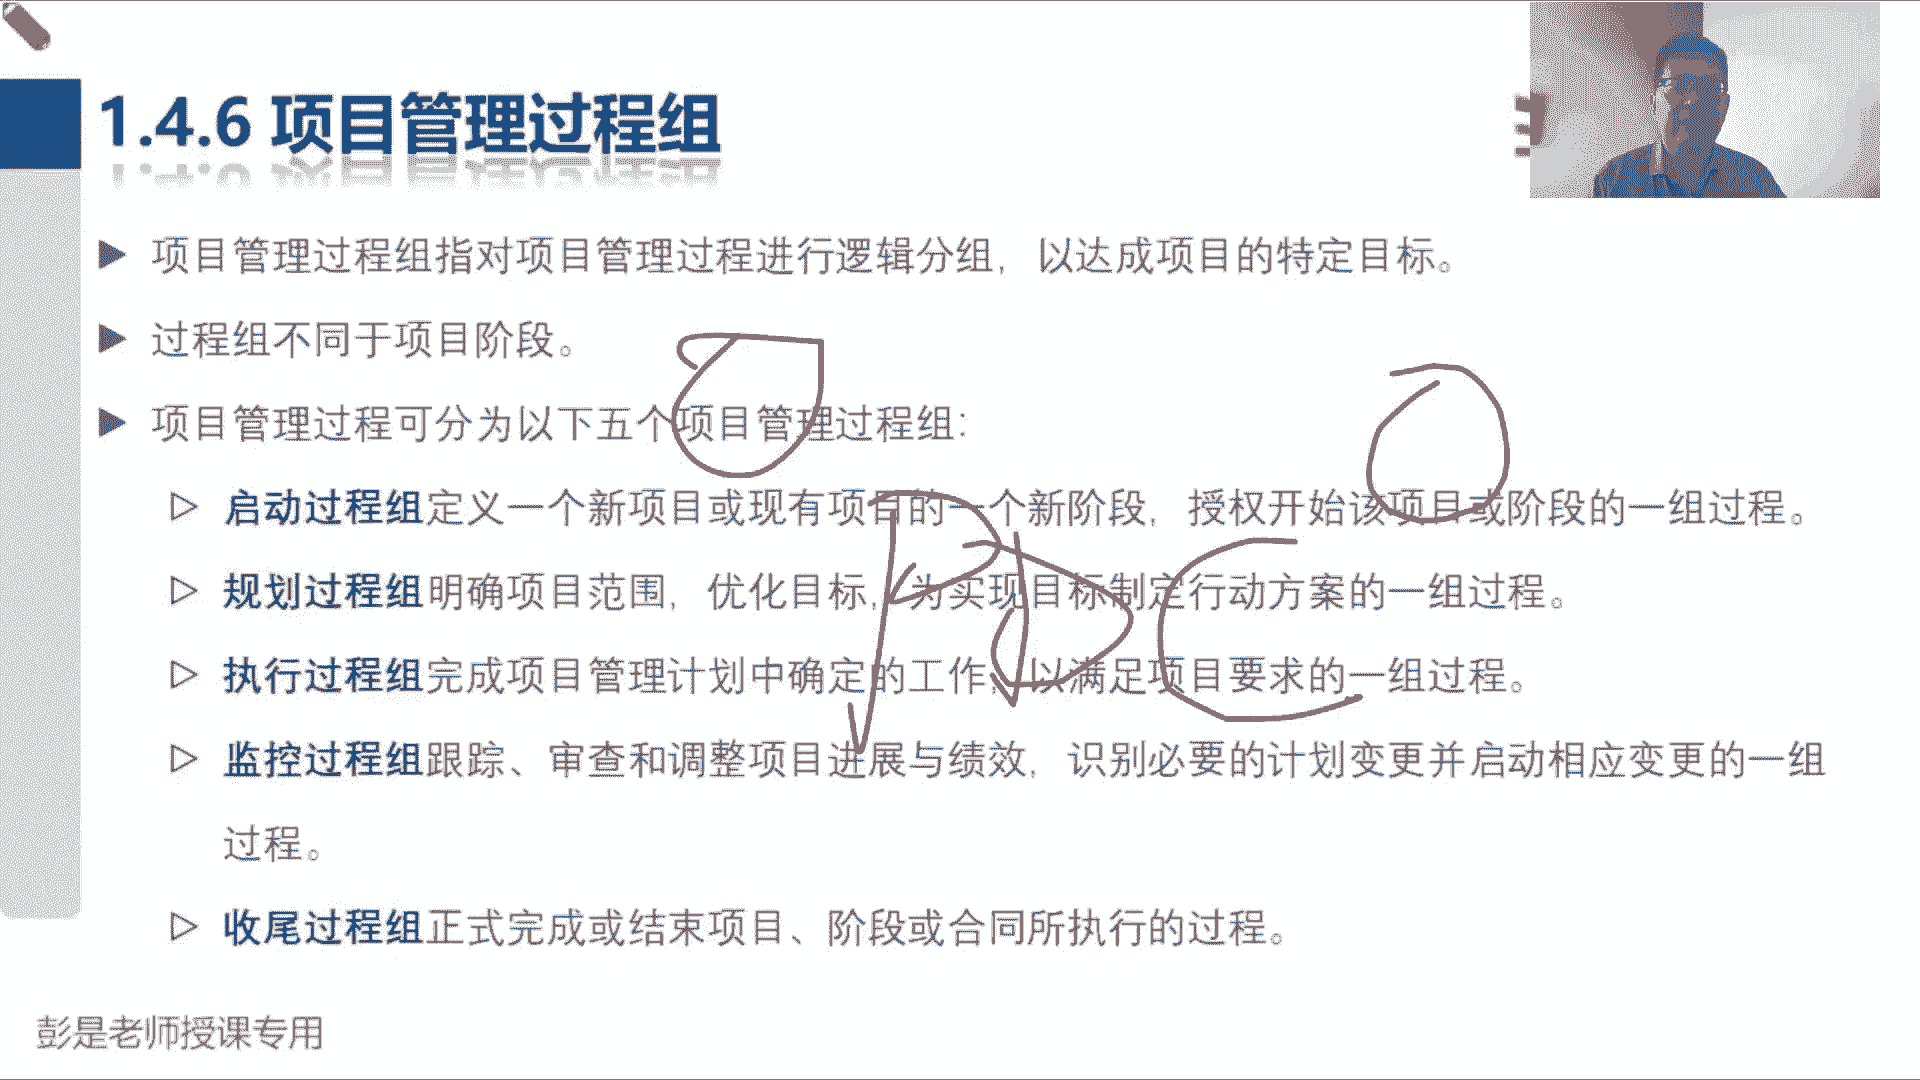 1.4.6 项目管理过程组
项目管理过程组指对项目管理过程进行逻辑分组，以达成项目的特定目标。
过程组不同于项目阶段。
项目管理过程可分为以下五个项目管理过程组：
启动过程组定义一个新项目或现有项目的一个新阶段，授权开始该项目或阶段的一组过程。
规划过程组明确项目范围，优化目标，为实现目标制定行动方案的一组过程。
执行过程组完成项目管理计划中确定的工作，以满足项目要求的一组过程。
监控过程组跟踪、审查和调整项目进展与绩效，识别必要的计划变更并启动相应变更的一组
过程。
收尾过程组正式完成或结束项目、阶段或合同所执行的过程。
彭是老师授课专用